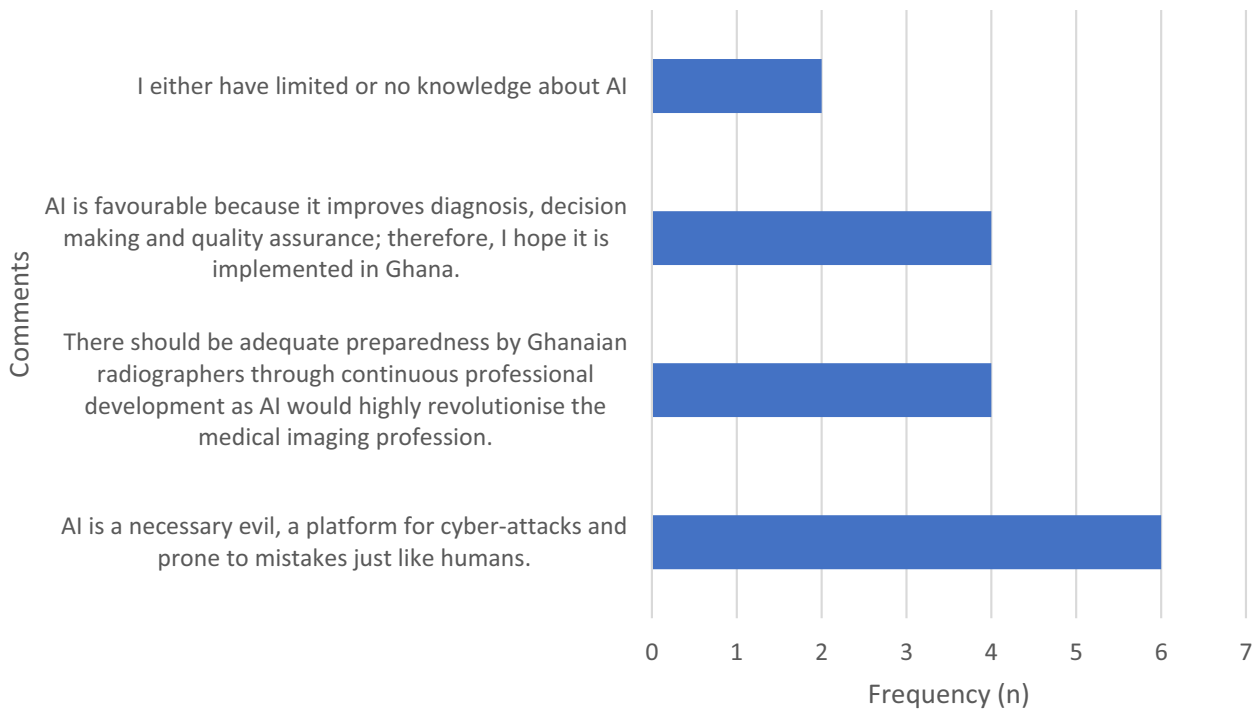 Comments
I either have limited or no knowledge about AI
AI is favourable because it improves diagnosis, decision
making and quality assurance; therefore, I hope it is
implemented in Ghana.
There should be adequate preparedness by Ghanaian
radiographers through continuous professional
development as AI would highly revolutionise the
medical imaging profession.
AI is a necessary evil, a platform for cyber-attacks and
prone to mistakes just like humans.
0 1 2 3 4 5 6 7
Frequency (n)